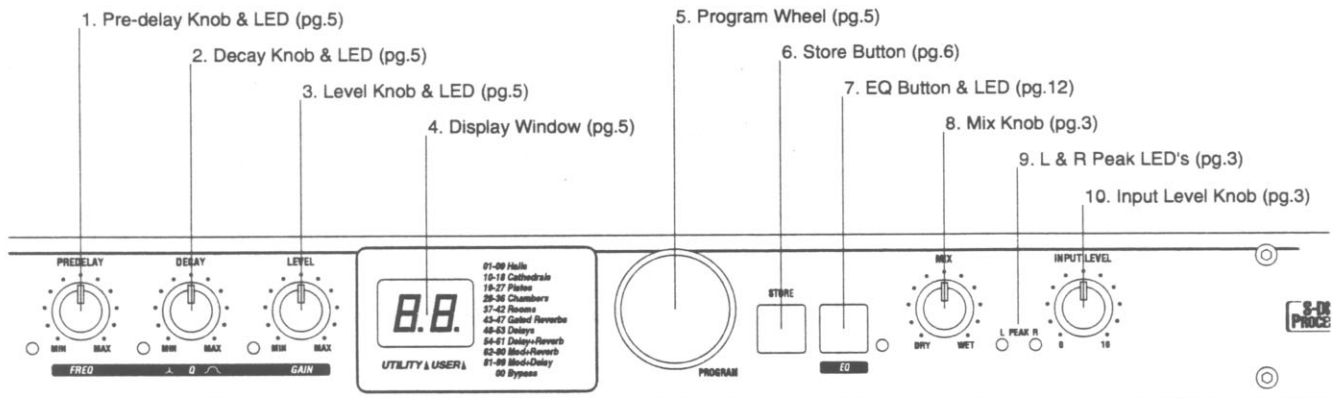 1. Pre-delay Knob & LED (pg.5)
2. Decay Knob & LED (pg.5)
3. Level Knob & LED (pg.5)
4. Display Window (pg.5)
5. Program Wheel (pg.5)
6. Store Button (pg.6)
7. EQ Button & LED (pg.12)
8. Mix Knob (pg.3)
9. L & R Peak LED's (pg.3)
10. Input Level Knob (pg.3)
PREDELAY
MIN MAX
FREQ
DECAY
MIN MAX
Q
LEVEL
MIN MAX
GAIN
8.8.
UTILITY USER
01-09 Halls
10-18 Cathedrals
19-27 Plates
28-36 Chambers
37-42 Rooms
43-47 Gated Reverbs
48-53 Delays
54-61 Delay+Reverb
62-80 Mod+Reverb
81-99 Mod+Delay
00 Bypass
PROGRAM
STORE
EQ
MIX
DRY WET
L PEAK R
INPUT LEVEL
0 10